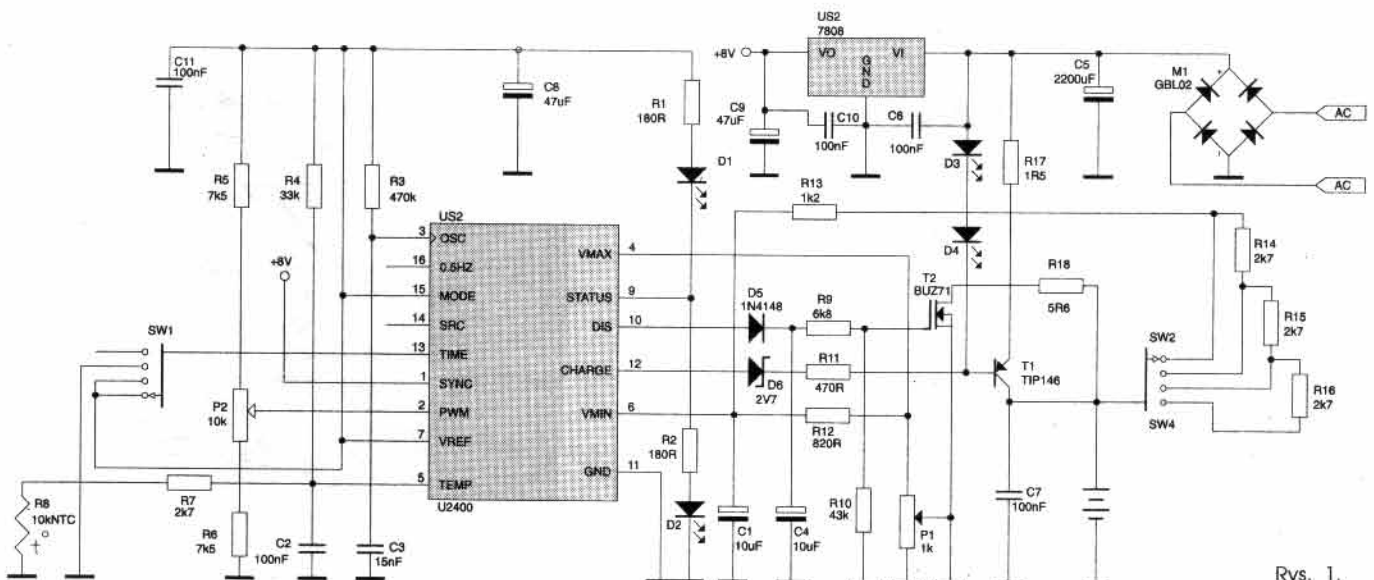 US2
7808
+8V
VO
VI
GND
C11
100nF
C8
47uF
R1
180R
C9
47uF
C10
100nF
C6
100nF
C5
2200uF
M1
GBL02
AC
AC
D1
D3
R17
1R5
R13
1k2
R5
7k5
R4
33k
R3
470k
US2
3
OSC
VMAX
4
D4
R14
2k7
+8V
16
0.5HZ
T2
BUZ71
R18
5R6
15
MODE
STATUS
9
D5
1N4148
R9
6k8
R15
2k7
14
SRC
DIS
10
SW1
13
TIME
CHARGE
12
D6
2V7
R11
470R
T1
TIP146
SW2
1
SYNC
P2
10k
2
PWM
VMIN
6
R12
820R
R16
2k7
SW4
7
VREF
R2
180R
GND
11
5
TEMP
R8
10kNTC
R7
2k7
U2400
R6
7k5
C2
100nF
C3
15nF
D2
C1
10uF
C4
10uF
R10
43k
P1
1k
C7
100nF
Rys. 1.